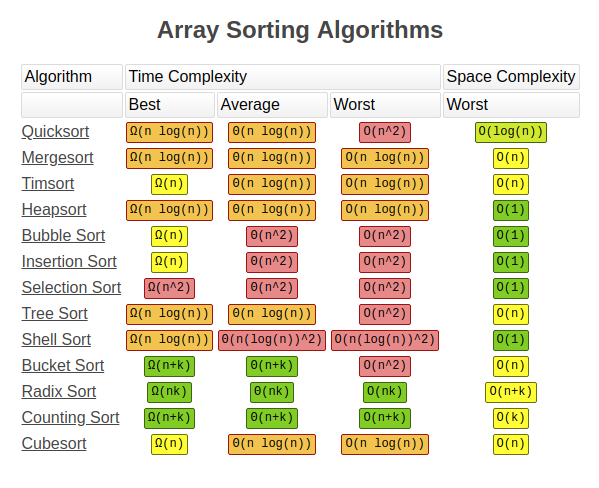 Array Sorting Algorithms
Algorithm Time Complexity Space Complexity
Best Average Worst Worst
Quicksort Ω(n log(n)) Θ(n log(n)) O(n^2) O(log(n))
Mergesort Ω(n log(n)) Θ(n log(n)) O(n log(n)) O(n)
Timsort Ω(n) Θ(n log(n)) O(n log(n)) O(n)
Heapsort Ω(n log(n)) Θ(n log(n)) O(n log(n)) O(1)
Bubble Sort Ω(n) Θ(n^2) O(n^2) O(1)
Insertion Sort Ω(n) Θ(n^2) O(n^2) O(1)
Selection Sort Ω(n^2) Θ(n^2) O(n^2) O(1)
Tree Sort Ω(n log(n)) Θ(n log(n)) O(n^2) O(n)
Shell Sort Ω(n log(n)) Θ(n(log(n))^2) O(n(log(n))^2) O(1)
Bucket Sort Ω(n+k) Θ(n+k) O(n^2) O(n)
Radix Sort Ω(nk) Θ(nk) O(nk) O(n+k)
Counting Sort Ω(n+k) Θ(n+k) O(n+k) O(k)
Cubesort Ω(n) Θ(n log(n)) O(n log(n)) O(n)